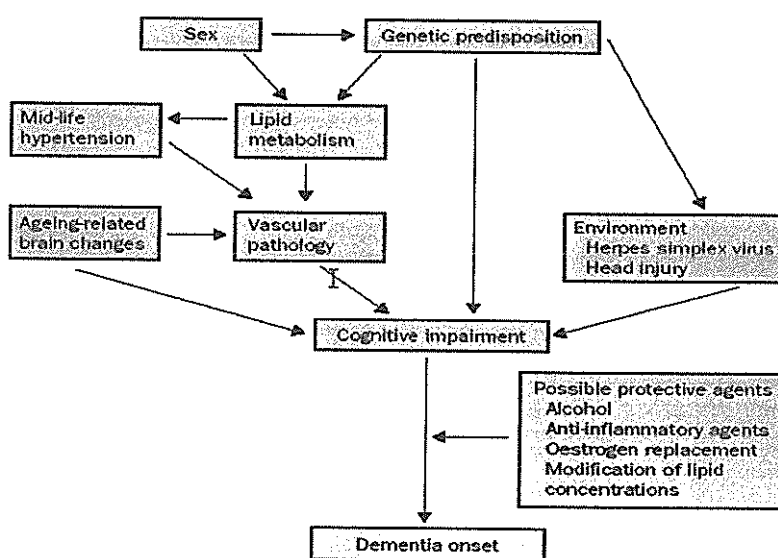 Sex
Genetic predisposition
Mid-life
hypertension
Lipid
metabolism
Ageing-related
brain changes
Vascular
pathology
Environment
Herpes simplex virus
Head injury
Cognitive impairment
Possible protective agents
Alcohol
Anti-inflammatory agents
Oestrogen replacement
Modification of lipid
concentrations
Dementia onset